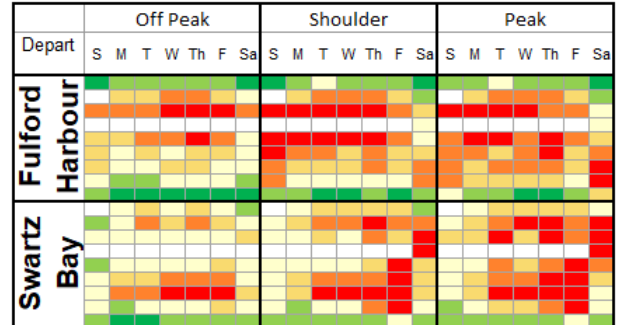 Off Peak Shoulder Peak
Depart S M T W Th F Sa S M T W Th F Sa S M T W Th F Sa
Fulford
Harbour
Swartz
Bay